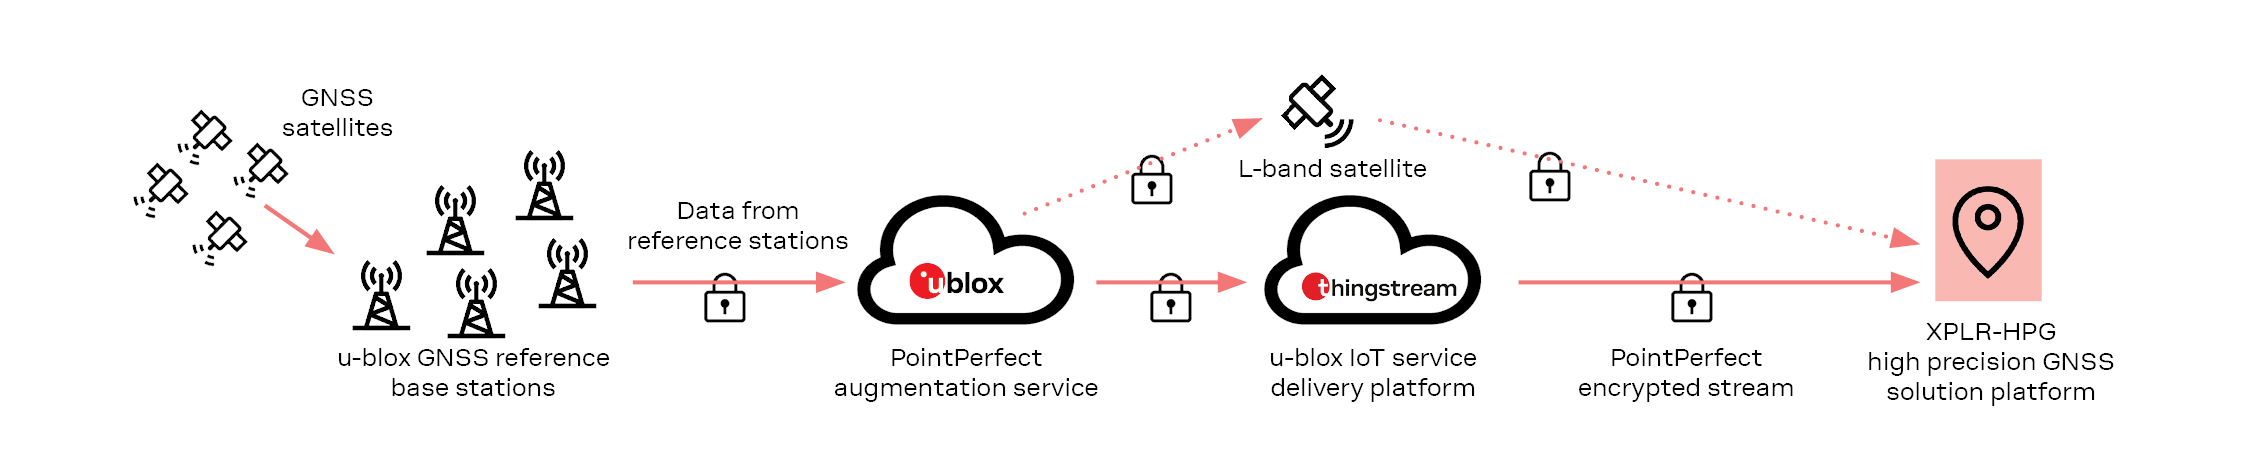 GNSS
satellites
Data from
reference stations
L-band satellite
ublox
thingstream
u-blox GNSS reference
base stations
PointPerfect
augmentation service
u-blox IoT service
delivery platform
PointPerfect
encrypted stream
XPLR-HPG
high precision GNSS
solution platform